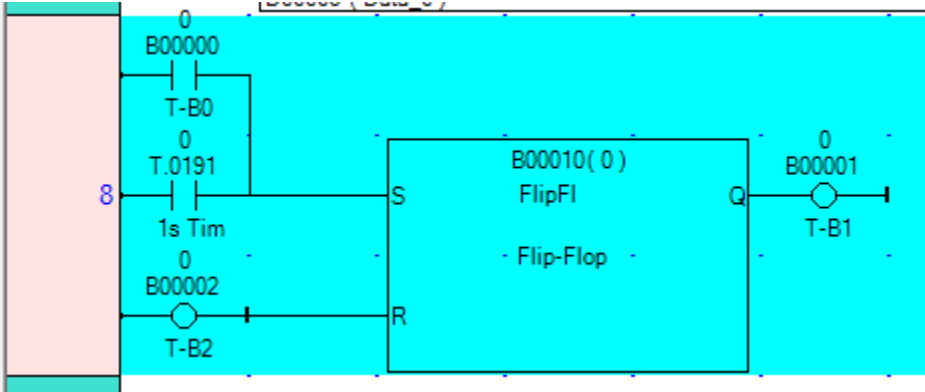 0
B00000
T-B0
0
T.0191
8
1s Tim
0
B00002
T-B2
B00010( 0 )
FlipFl
Flip-Flop
S
R
Q
0
B00001
T-B1